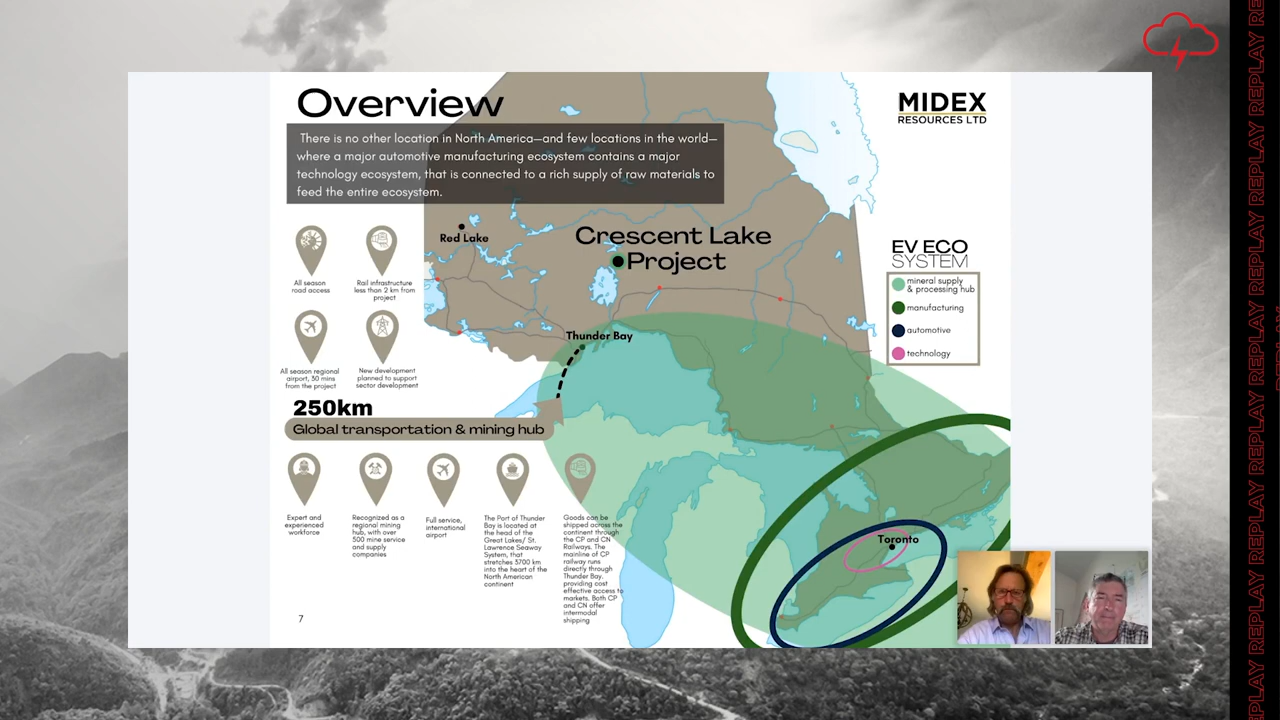 Overview
MIDEX
RESOURCES LTD
There is no other location in North America—and few locations in the world—
where a major automotive manufacturing ecosystem contains a major
technology ecosystem, that is connected to a rich supply of raw materials to
feed the entire ecosystem.
Red Lake
Crescent Lake
Project
All season
road access
Rail infrastructure
less than 2 km from
project
EV ECO
SYSTEM
mineral supply
& processing hub
manufacturing
automotive
technology
Thunder Bay
All season regional
airport, 30 mins
from the project
New development
planned to support
sector development
250km
Global transportation & mining hub
Expert and
experienced
workforce
Recognized as a
regional mining
hub, with over
500 mine service
and supply
companies
Full service,
international
airport
The Port of Thunder
Bay is located at
the head of the
Great Lakes/ St.
Lawrence Seaway
System, that
stretches 3700 km
into the heart of the
North American
continent
Goods can be
shipped across the
continent through
the CP and CN
Railways. The
mainline of CP
railway runs
directly through
Thunder Bay,
providing cost
effective access to
markets. Both CP
and CN offer
intermodal
shipping
Toronto
7
REPLAY REPLAY REPLAY REPLAY REPLAY REPLAY REPLAY REPLAY RE